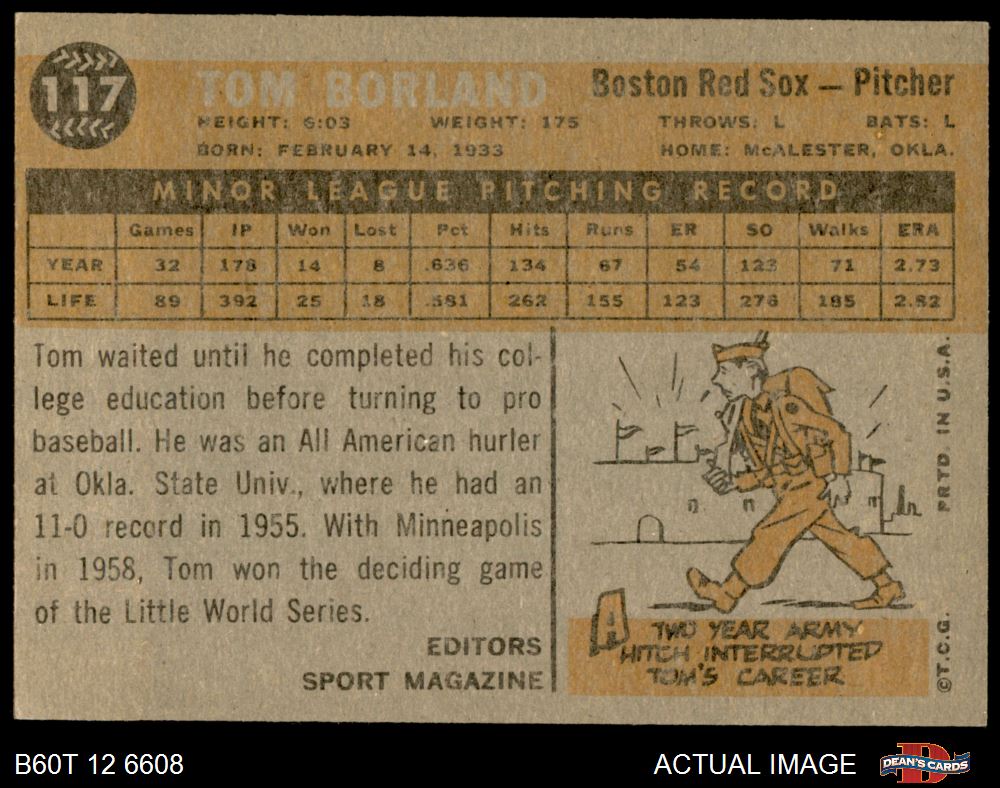 117
TOM BORLAND
Boston Red Sox — Pitcher
HEIGHT: 6:03 WEIGHT: 175 THROWS: L BATS: L
BORN: FEBRUARY 14, 1933 HOME: McALESTER, OKLA.
MINOR LEAGUE PITCHING RECORD
Games IP Won Lost Pct Hits Runs ER SO Walks ERA
YEAR 32 178 14 8 .636 134 67 54 123 71 2.73
LIFE 89 392 25 18 .581 262 155 123 276 185 2.82
Tom waited until he completed his col-
lege education before turning to pro
baseball. He was an All American hurler
at Okla. State Univ., where he had an
11-0 record in 1955. With Minneapolis
in 1958, Tom won the deciding game
of the Little World Series.
EDITORS
SPORT MAGAZINE
A TWO YEAR ARMY
HITCH INTERRUPTED
TOM'S CAREER
©T.C.G. PRTD. IN U.S.A.
B60T 12 6608
ACTUAL IMAGE
DEAN'S CARDS